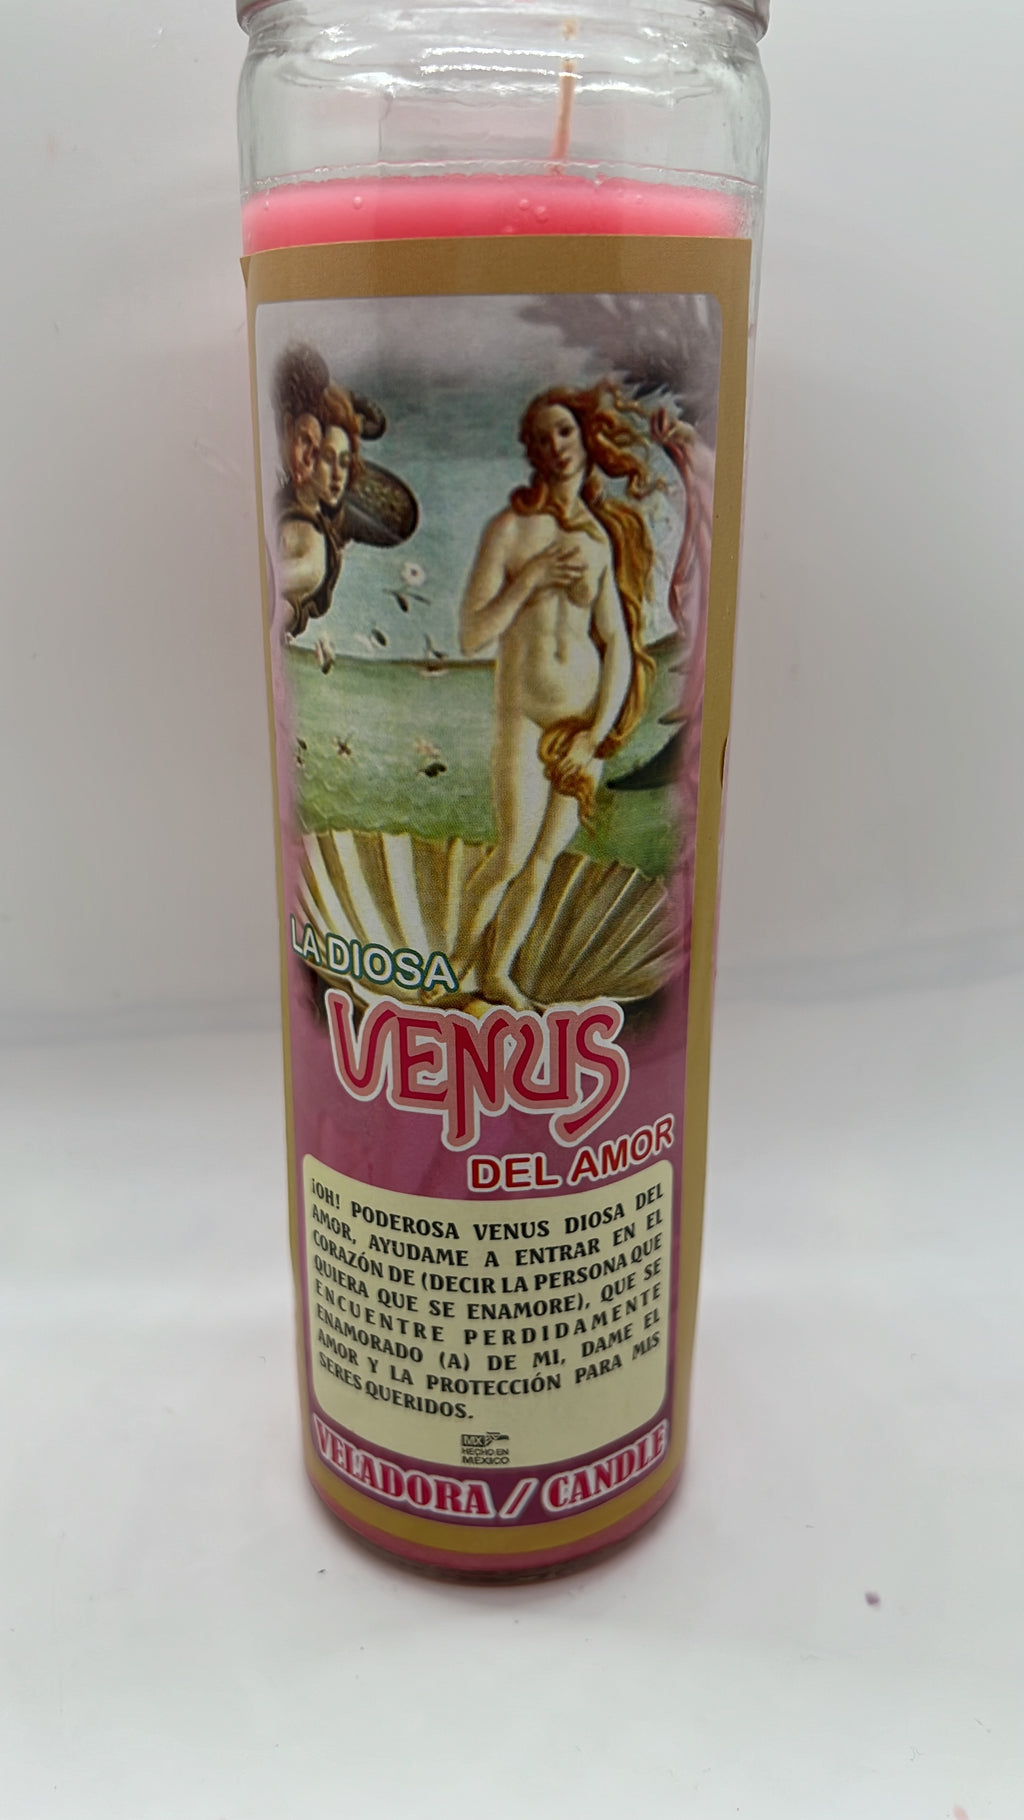 LA DIOSA
VENUS
DEL AMOR
¡OH! PODEROSA VENUS DIOSA DEL
AMOR, AYUDAME A ENTRAR EN EL
CORAZÓN DE (DECIR LA PERSONA QUE
QUIERA QUE SE ENAMORE), QUE SE
ENCUENTRE PERDIDAMENTE
ENAMORADO (A) DE MI, DAME EL
AMOR Y LA PROTECCIÓN PARA MIS
SERES QUERIDOS.
MX
HECHO EN
MÉXICO
VELADORA / CANDLE